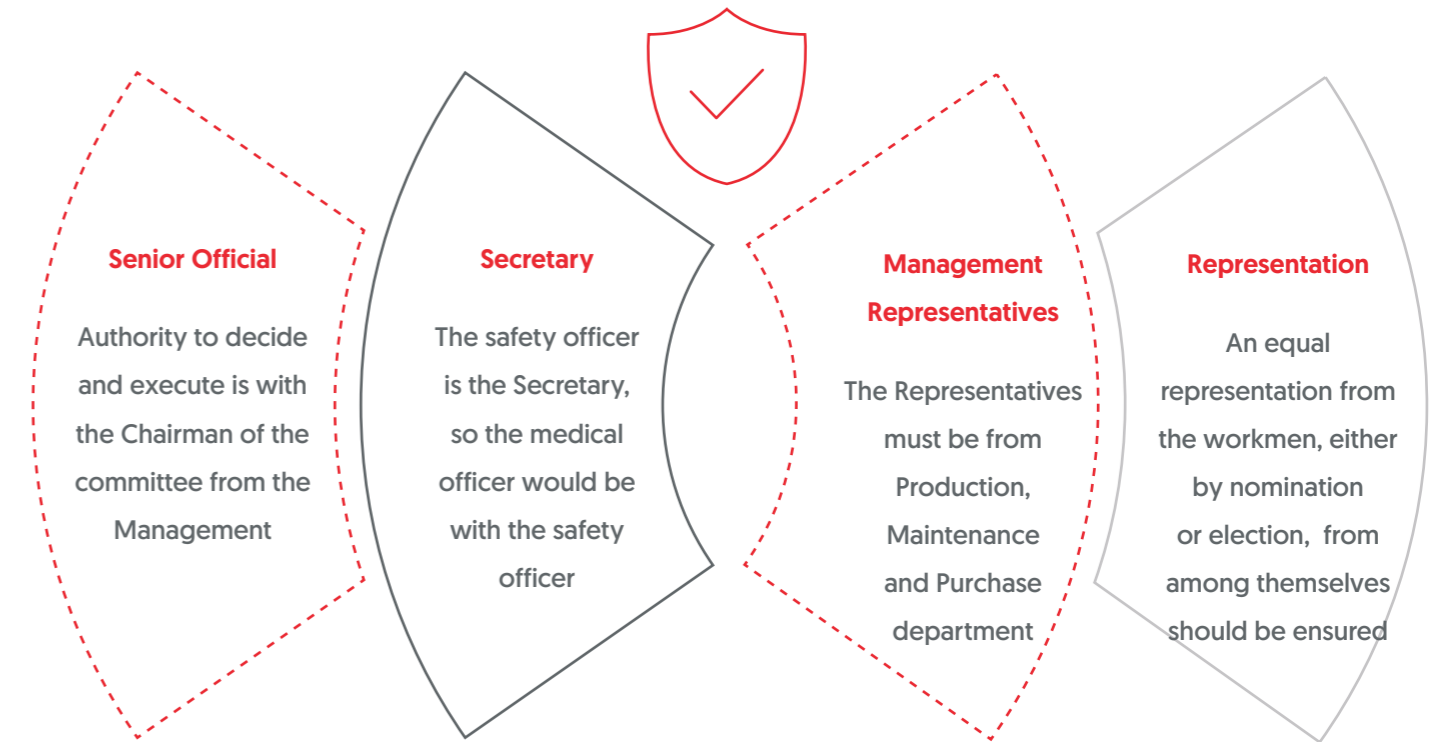 Senior Official
Authority to decide
and execute is with
the Chairman of the
committee from the
Management
Secretary
The safety officer
is the Secretary,
so the medical
officer would be
with the safety
officer
Management
Representatives
The Representatives
must be from
Production,
Maintenance
and Purchase
department
Representation
An equal
representation from
the workmen, either
by nomination
or election,  from
among themselves
should be ensured